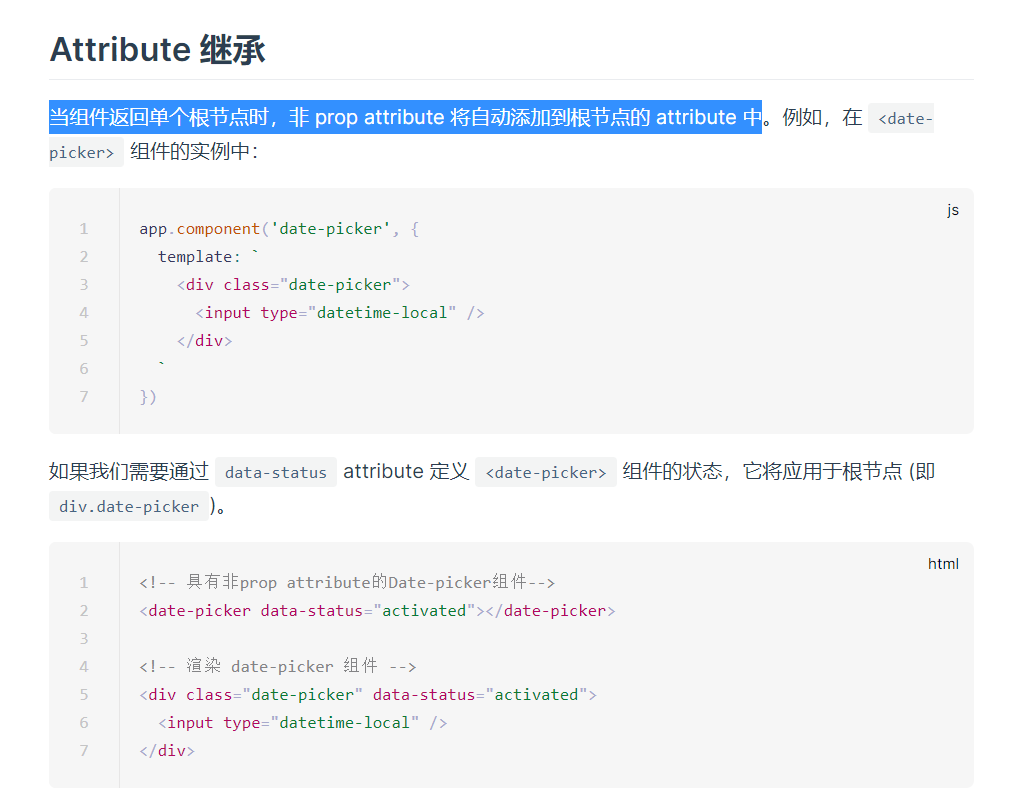 Attribute 继承
当组件返回单个根节点时，非 prop attribute 将自动添加到根节点的 attribute 中。例如，在 <date-
picker> 组件的实例中：
js
1 app.component('date-picker', {
2   template: `
3     <div class="date-picker">
4       <input type="datetime-local" />
5     </div>
6   `
7 })
如果我们需要通过 data-status attribute 定义 <date-picker> 组件的状态，它将应用于根节点 (即
div.date-picker )。
html
1 <!-- 具有非prop attribute的Date-picker组件-->
2 <date-picker data-status="activated"></date-picker>
3
4 <!-- 渲染 date-picker 组件 -->
5 <div class="date-picker" data-status="activated">
6   <input type="datetime-local" />
7 </div>